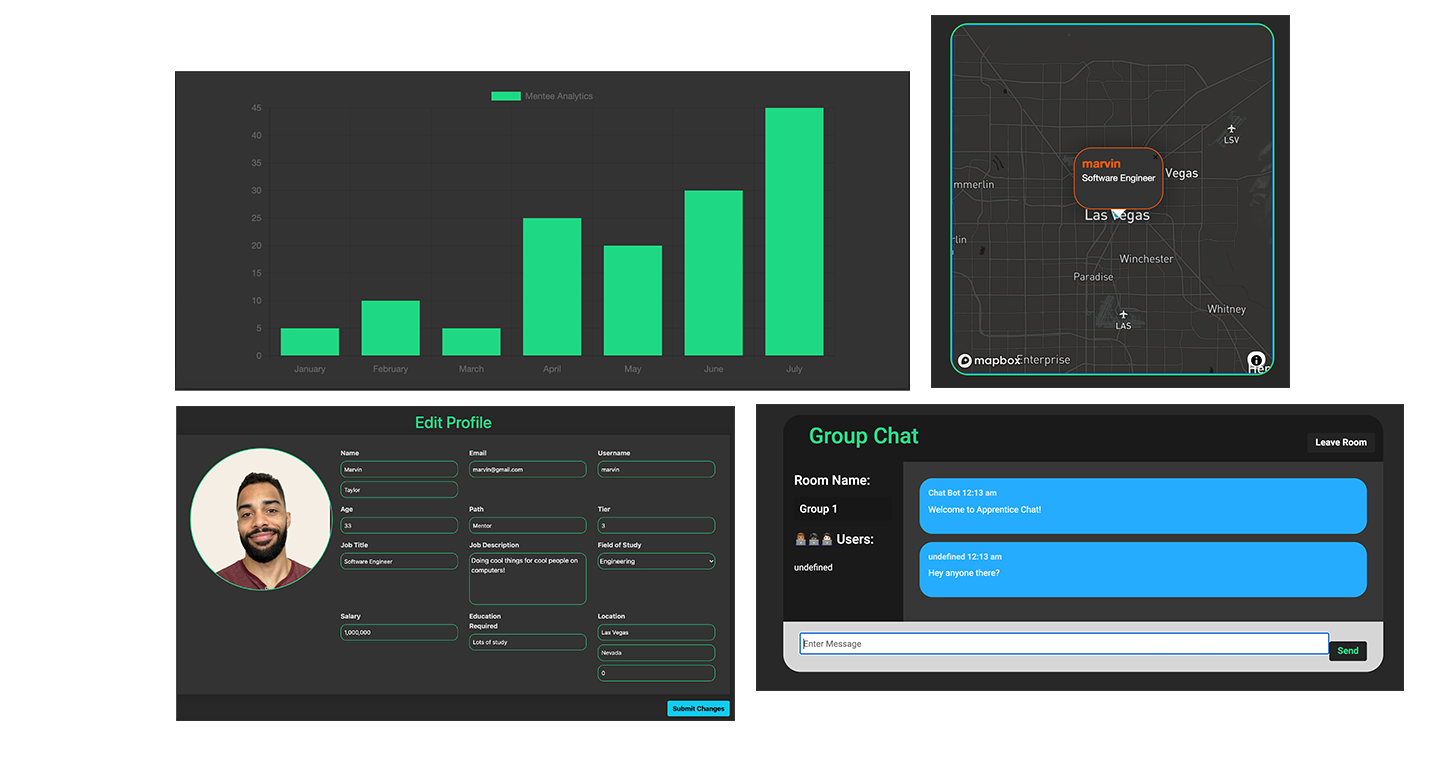 Mentee Analytics
45
40
35
30
25
20
15
10
5
0
January February March April May June July
LSV
marvin
Software Engineer
Vegas
mmerlin
Las Vegas
lin
Winchester
Paradise
Whitney
LAS
mapbox
Enterprise
Her
Edit Profile
Name Email Username
Marvin marvin@gmail.com marvin
Taylor
Age Path Tier
33 Mentor 3
Job Title Job Description Field of Study
Software Engineer Doing cool things for cool people on Engineering
computers!
Salary Education Location
Required
1,000,000 Lots of study Las Vegas
Nevada
0
Submit Changes
Group Chat
Leave Room
Room Name:
Group 1
Users:
undefined
Chat Bot 12:13 am
Welcome to Apprentice Chat!
undefined 12:13 am
Hey anyone there?
Enter Message
Send